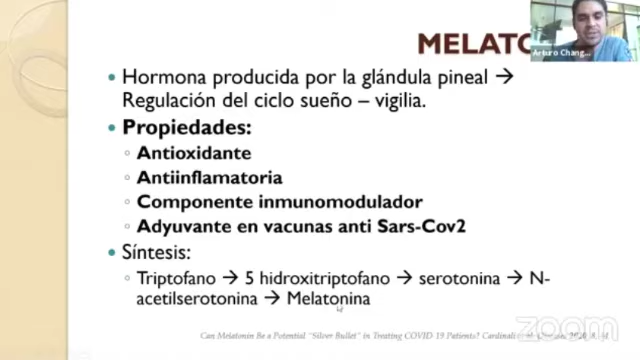 MELATO
Arturo Chang...
Hormona producida por la glándula pineal →
Regulación del ciclo sueño – vigilia.
Propiedades:
Antioxidante
Antiinflamatoria
Componente inmunomodulador
Adyuvante en vacunas anti Sars-Cov2
Síntesis:
Triptofano → 5 hidroxitriptofano → serotonina → N-
acetilserotonina → Melatonina
Can Melatonin Be a Potential "Silver Bullet" in Treating COVID-19 Patients? Cardinali et al.
zoom